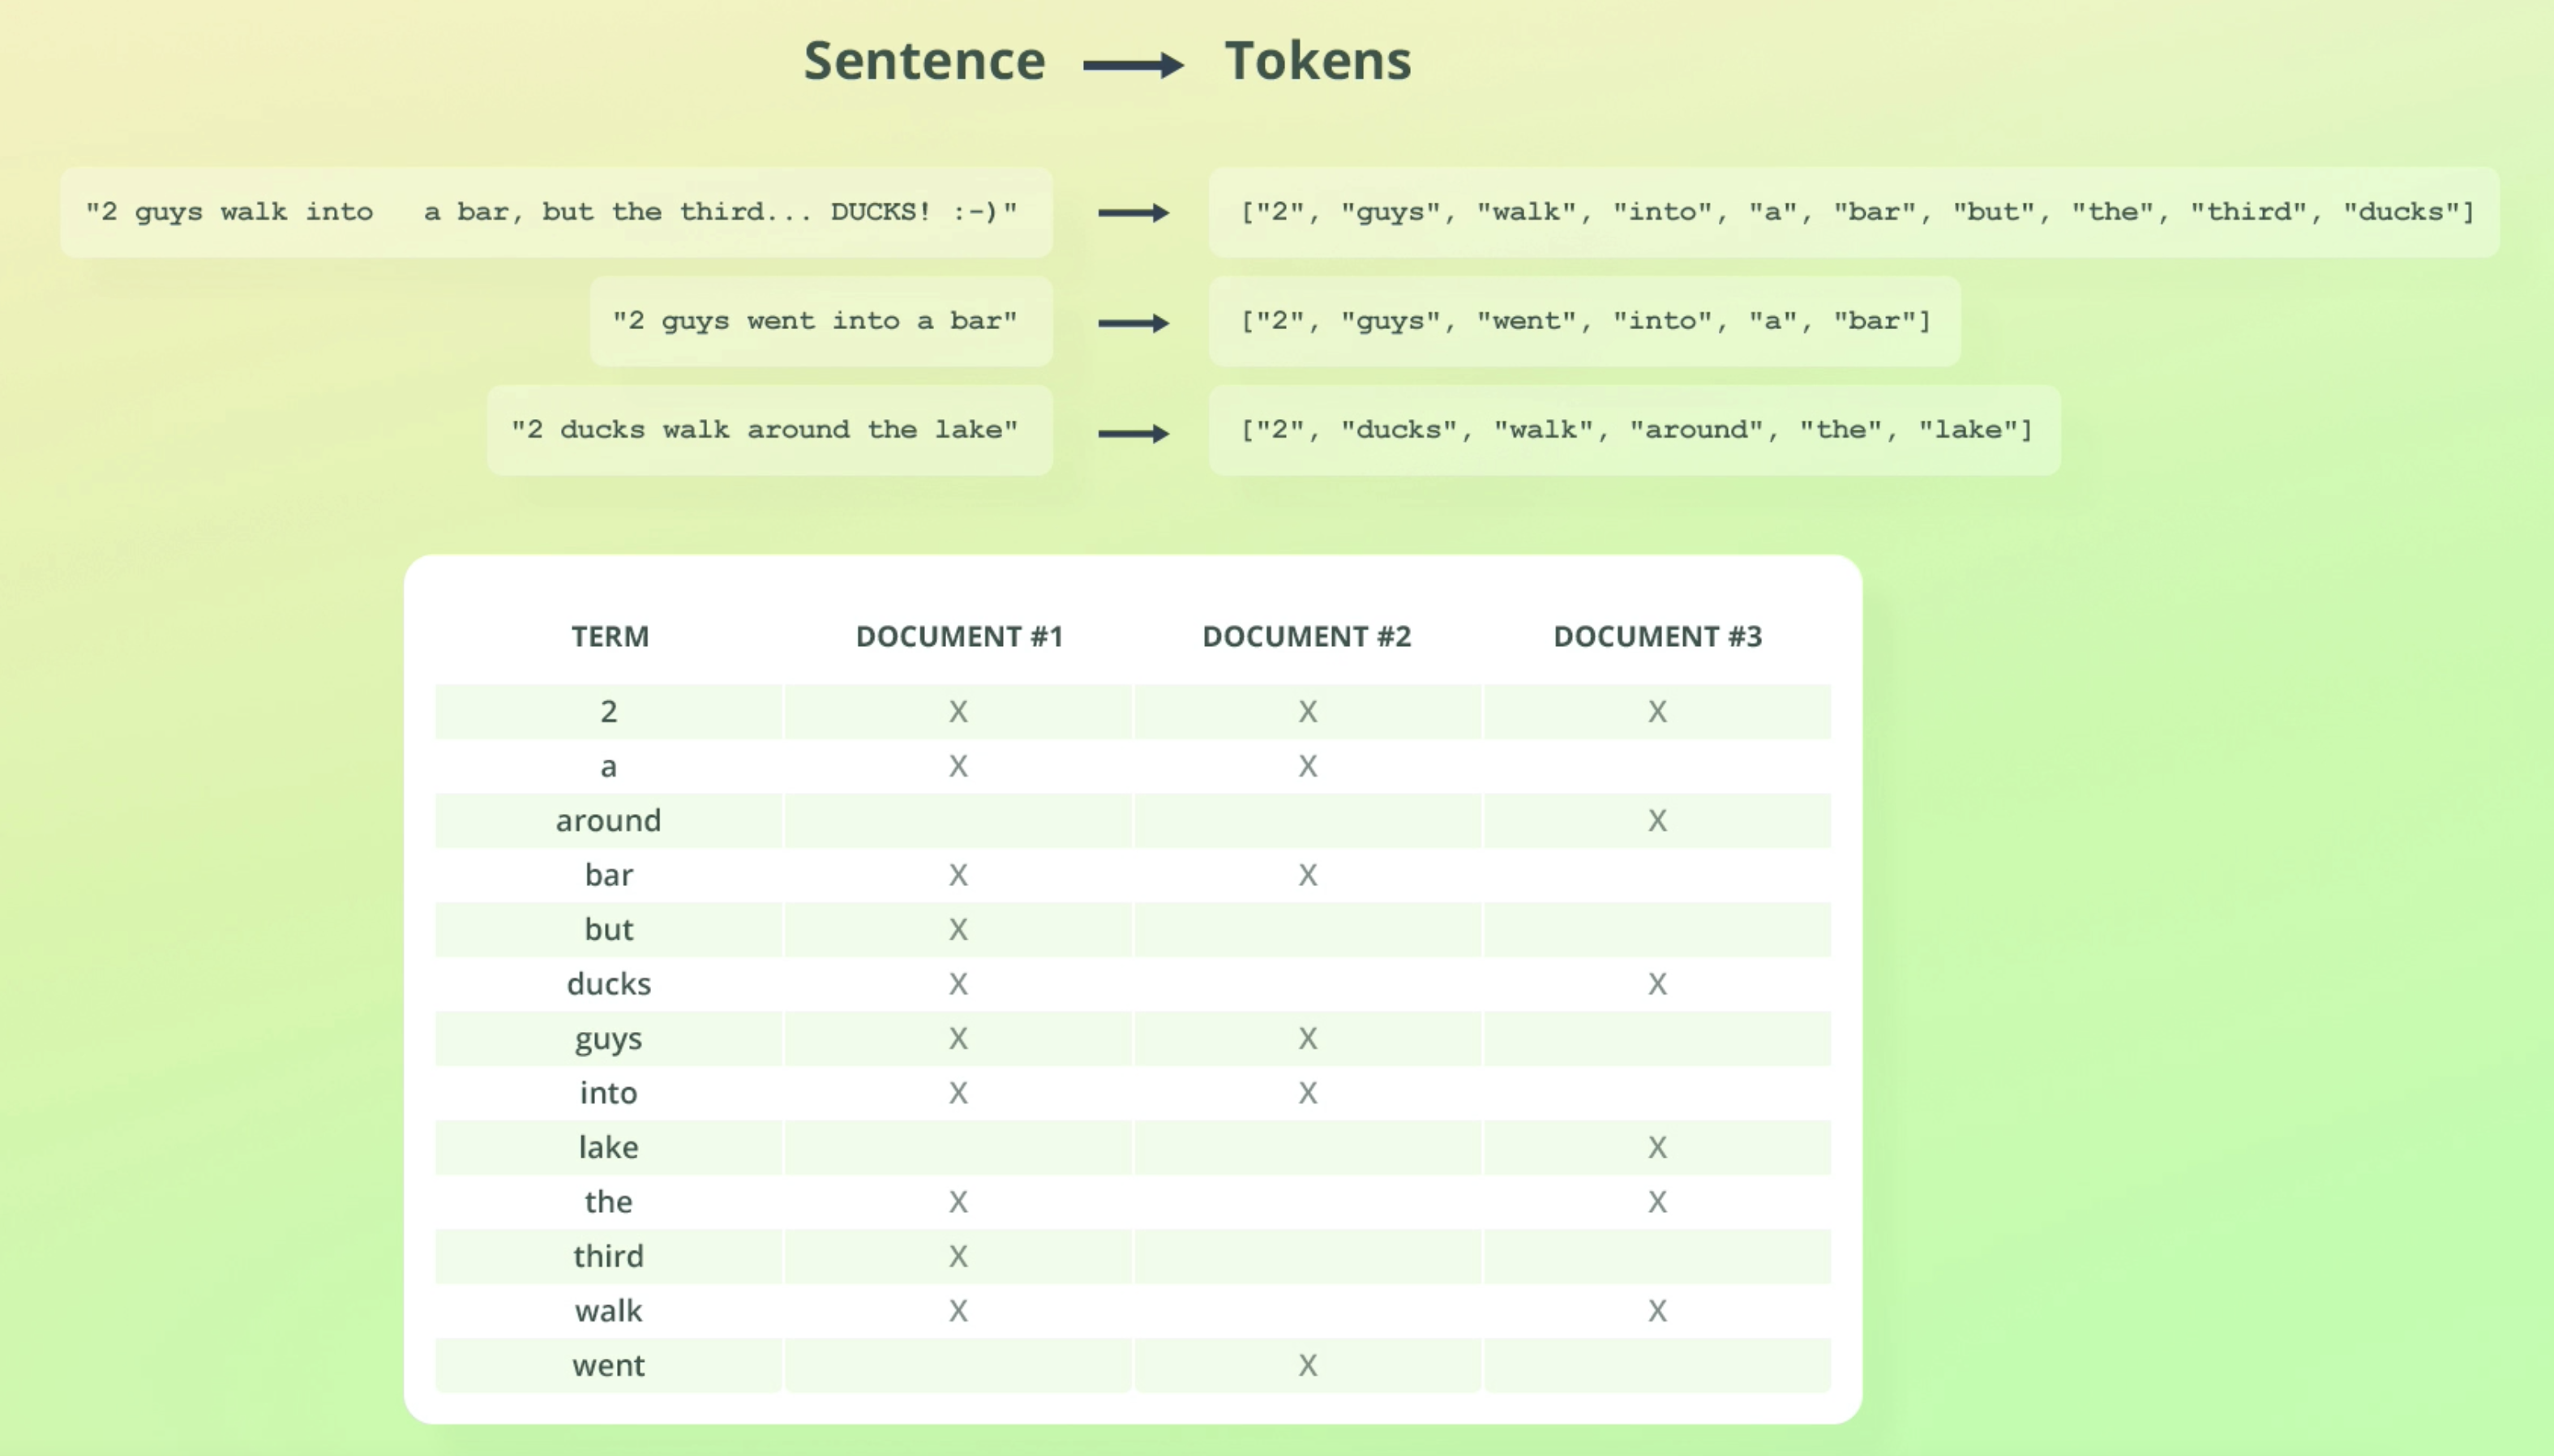 Sentence → Tokens
"2 guys walk into   a bar, but the third... DUCKS! :-)" → ["2", "guys", "walk", "into", "a", "bar", "but", "the", "third", "ducks"]
"2 guys went into a bar" → ["2", "guys", "went", "into", "a", "bar"]
"2 ducks walk around the lake" → ["2", "ducks", "walk", "around", "the", "lake"]
TERM DOCUMENT #1 DOCUMENT #2 DOCUMENT #3
2 X X X
a X X
around X
bar X X
but X
ducks X X
guys X X
into X X
lake X
the X X
third X
walk X X
went X